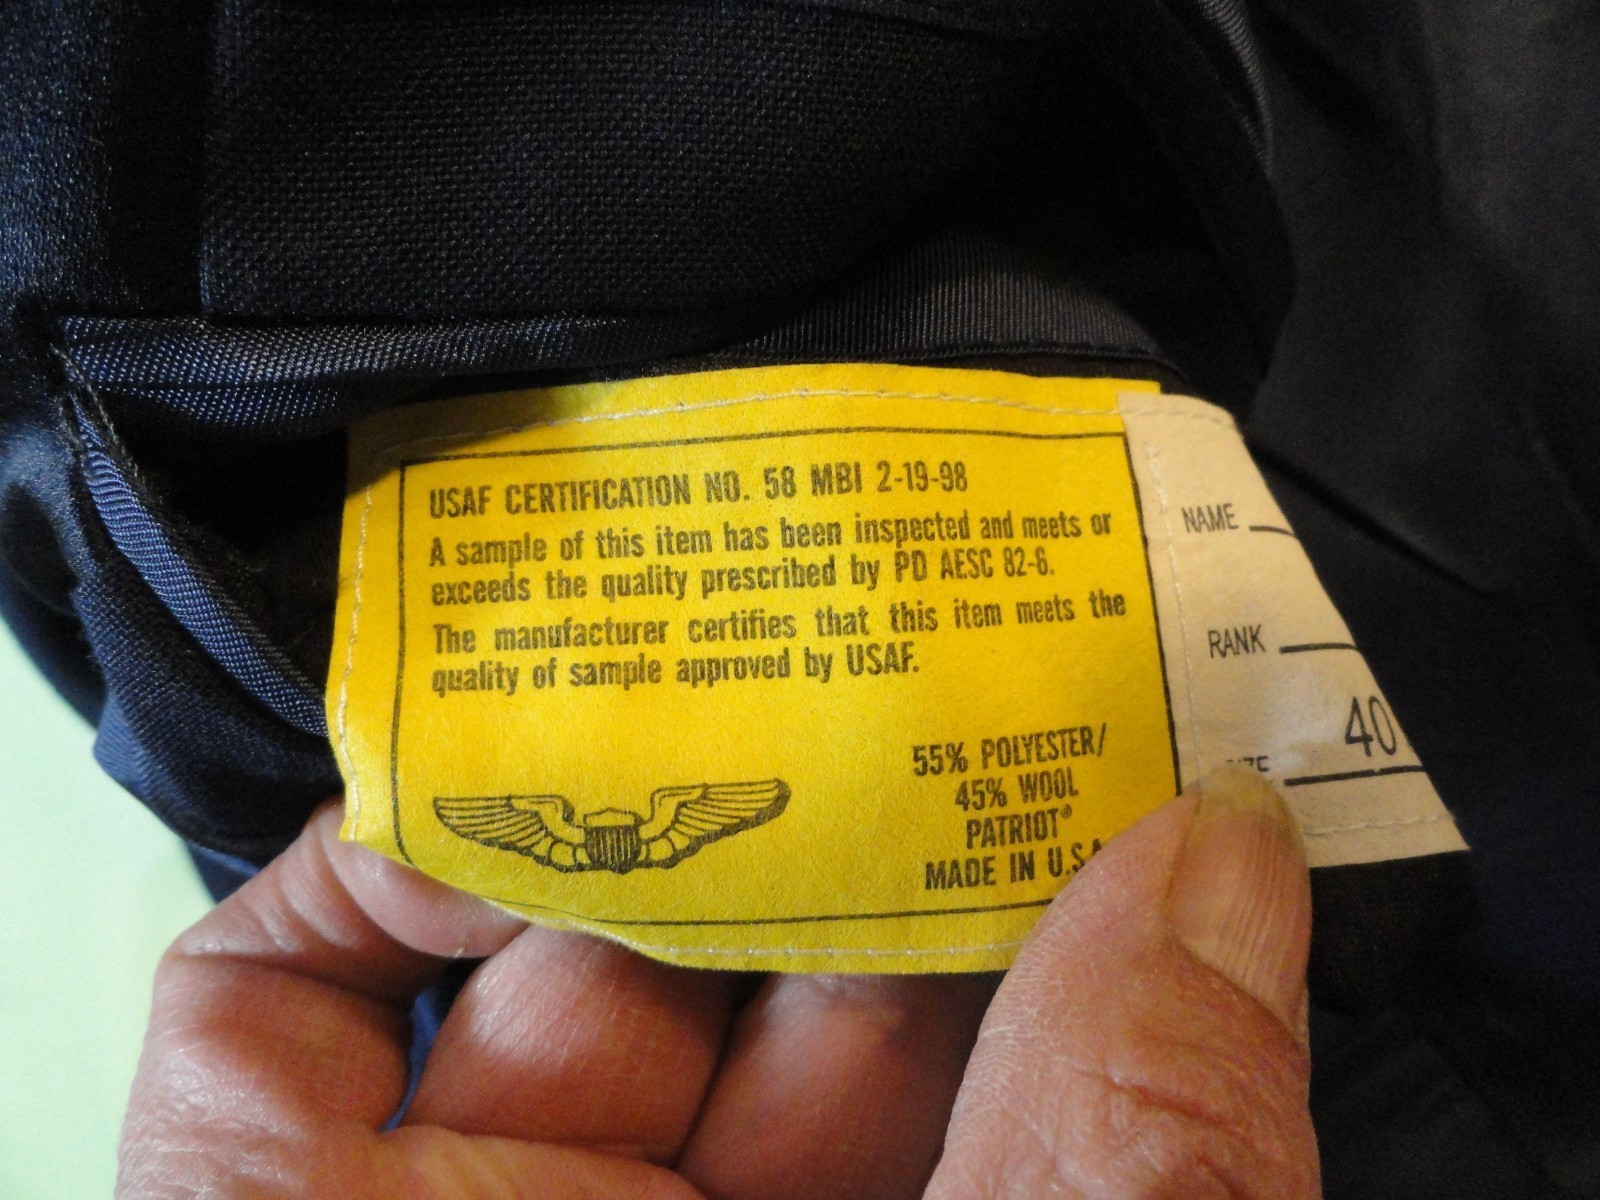 USAF CERTIFICATION NO. 58 MBI 2-19-98
A sample of this item has been inspected and meets or
exceeds the quality prescribed by PD AESC 82-6.
The manufacturer certifies that this item meets the
quality of sample approved by USAF.
55% POLYESTER/
45% WOOL
PATRIOT®
MADE IN U.S.A
NAME
RANK
40